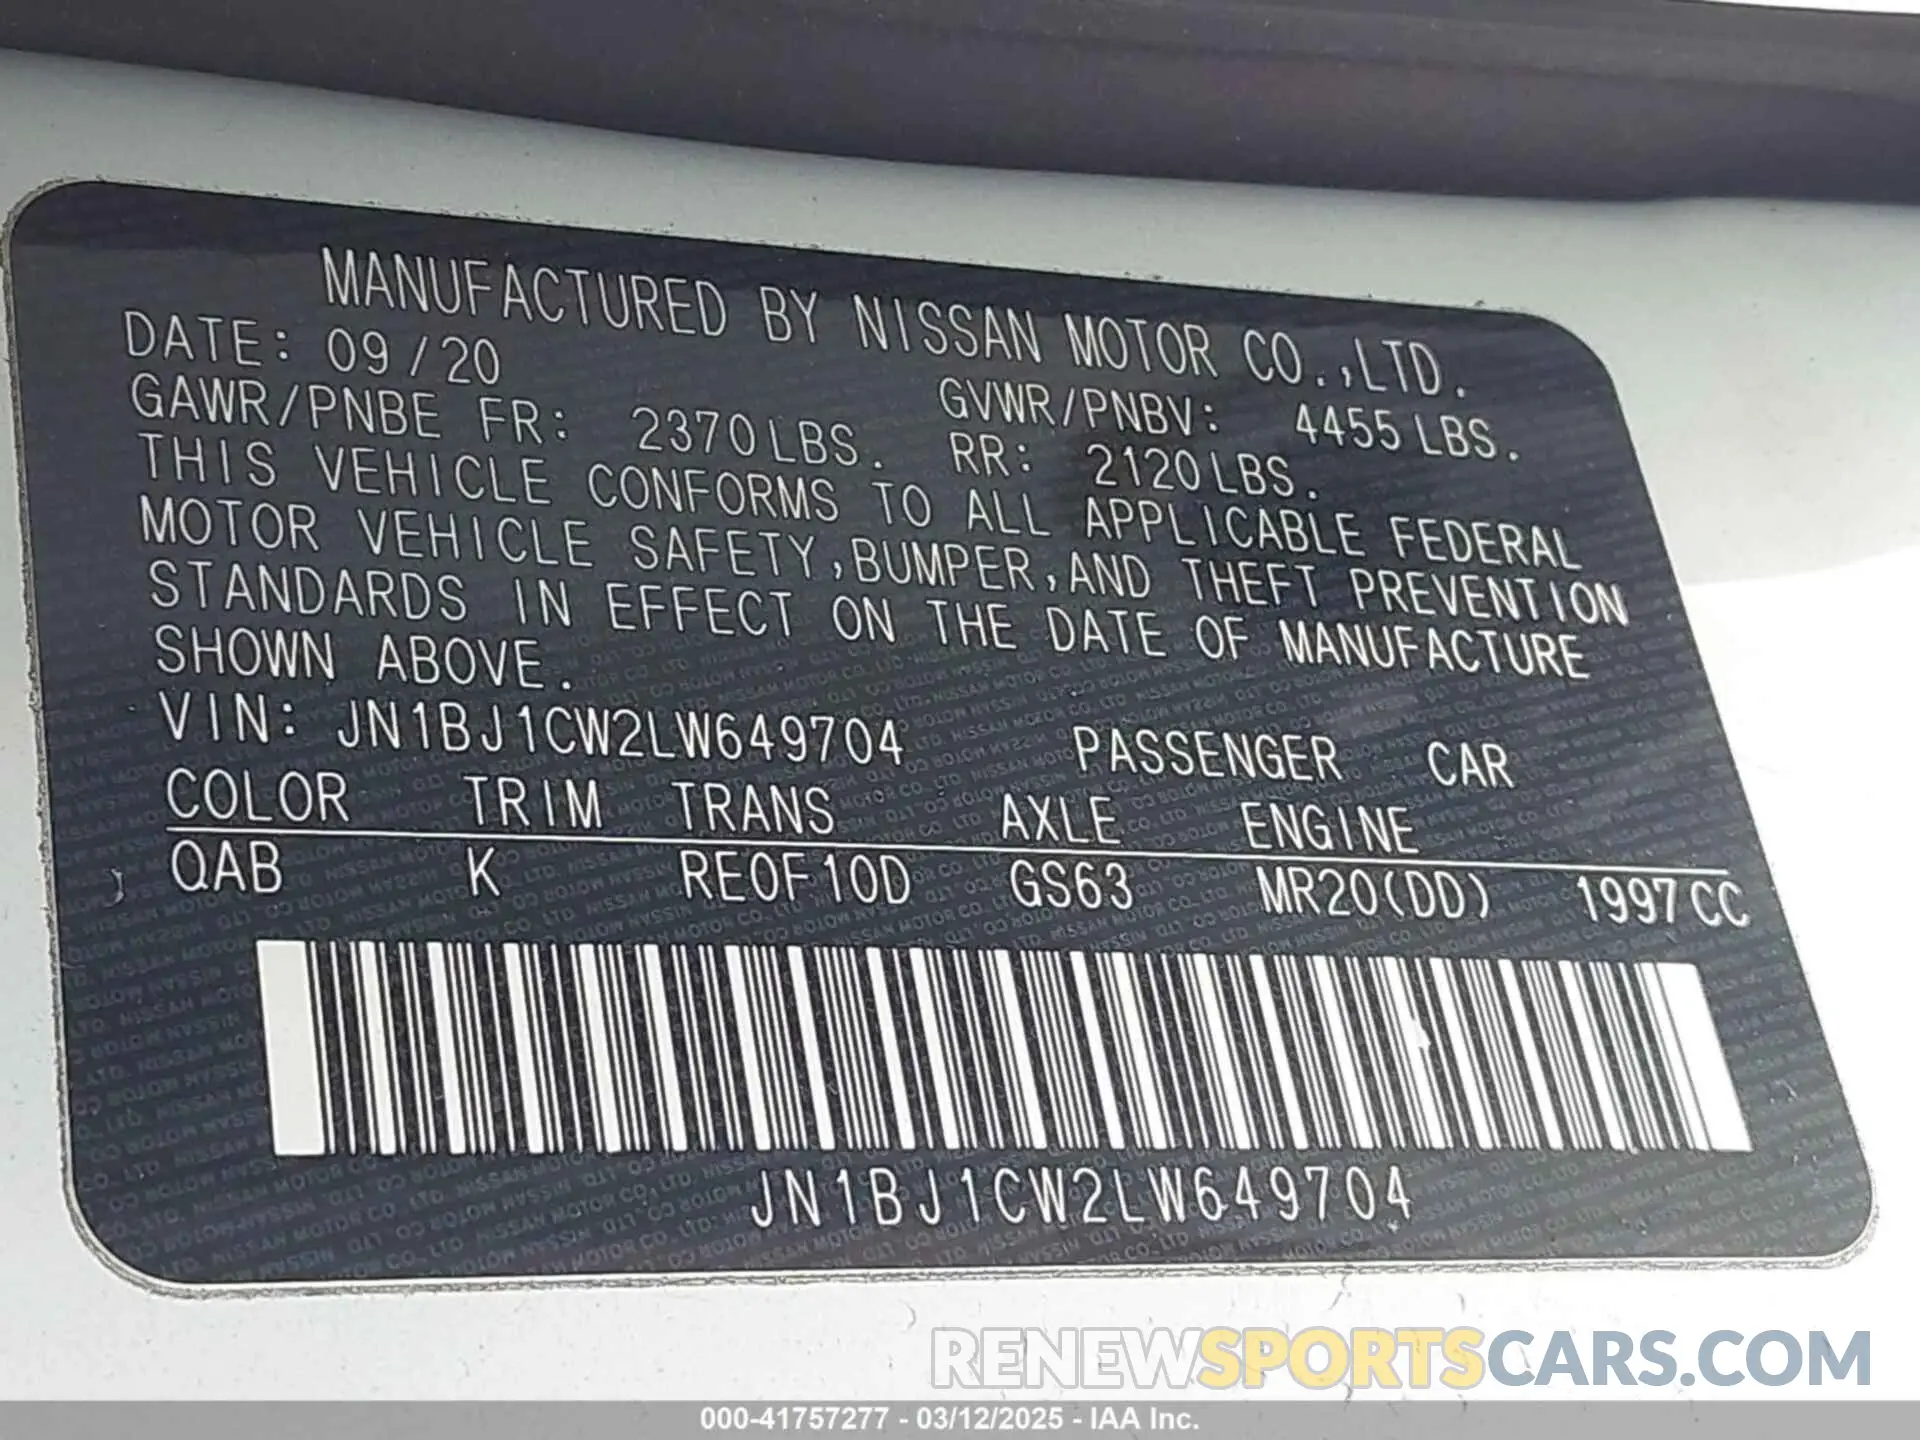 MANUFACTURED BY NISSAN MOTOR CO.,LTD.
DATE: 09/20
GVWR/PNBV: 4455 LBS.
GAWR/PNBE FR: 2370LBS. RR: 2120LBS.
THIS VEHICLE CONFORMS TO ALL APPLICABLE FEDERAL
MOTOR VEHICLE SAFETY,BUMPER,AND THEFT PREVENTION
STANDARDS IN EFFECT ON THE DATE OF MANUFACTURE
SHOWN ABOVE.
VIN: JN1BJ1CW2LW649704 PASSENGER CAR
COLOR TRIM TRANS AXLE ENGINE
QAB K RE0F10D GS63 MR20(DD) 1997CC
JN1BJ1CW2LW649704
RENEWSPORTSCARS.COM
000-41757277 - 03/12/2025 - IAA Inc.